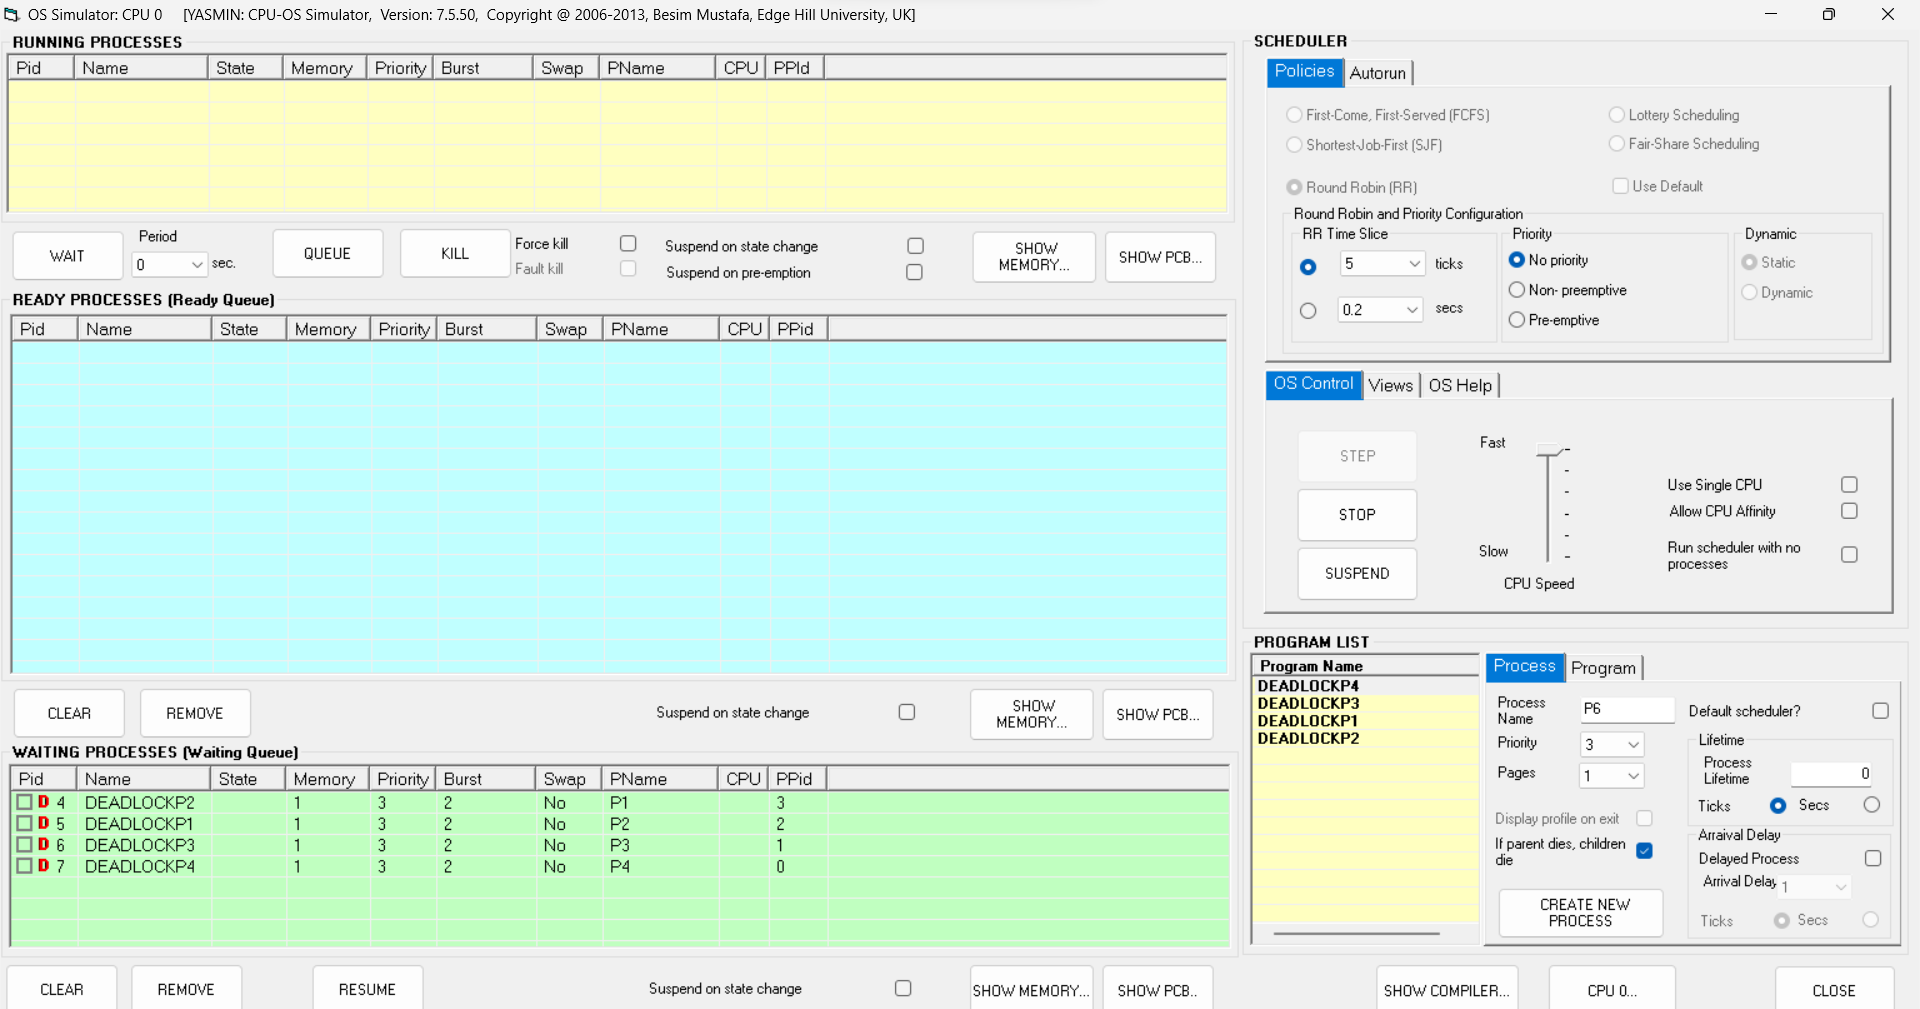 OS Simulator: CPU 0 [YASMIN: CPU-OS Simulator, Version: 7.5.50, Copyright @ 2006-2013, Besim Mustafa, Edge Hill University, UK]
RUNNING PROCESSES
Pid Name State Memory Priority Burst Swap PName CPU PPId
WAIT
Period
0 sec.
QUEUE
KILL
Force kill
Fault kill
Suspend on state change
Suspend on pre-emption
SHOW
MEMORY...
SHOW PCB...
READY PROCESSES (Ready Queue)
Pid Name State Memory Priority Burst Swap PName CPU PPid
CLEAR
REMOVE
Suspend on state change
SHOW
MEMORY...
SHOW PCB...
WAITING PROCESSES (Waiting Queue)
Pid Name State Memory Priority Burst Swap PName CPU PPid
D 4 DEADLOCKP2 1 3 2 No P1 3
D 5 DEADLOCKP1 1 3 2 No P2 2
D 6 DEADLOCKP3 1 3 2 No P3 1
D 7 DEADLOCKP4 1 3 2 No P4 0
CLEAR
REMOVE
RESUME
Suspend on state change
SHOW MEMORY...
SHOW PCB..
SCHEDULER
Policies Autorun
First-Come, First-Served (FCFS)
Lottery Scheduling
Shortest-Job-First (SJF)
Fair-Share Scheduling
Round Robin (RR)
Use Default
Round Robin and Priority Configuration
RR Time Slice
5 ticks
0.2 secs
Priority
No priority
Non- preemptive
Pre-emptive
Dynamic
Static
Dynamic
OS Control Views OS Help
STEP
STOP
SUSPEND
Fast
Slow
CPU Speed
Use Single CPU
Allow CPU Affinity
Run scheduler with no
processes
PROGRAM LIST
Program Name
DEADLOCKP4
DEADLOCKP3
DEADLOCKP1
DEADLOCKP2
Process Program
Process
Name
P6
Priority 3
Pages 1
Display profile on exit
If parent dies, children
die
CREATE NEW
PROCESS
Default scheduler?
Lifetime
Process
Lifetime
0
Ticks Secs
Arraival Delay
Delayed Process
Arrival Delay 1
Ticks Secs
SHOW COMPILER...
CPU 0...
CLOSE